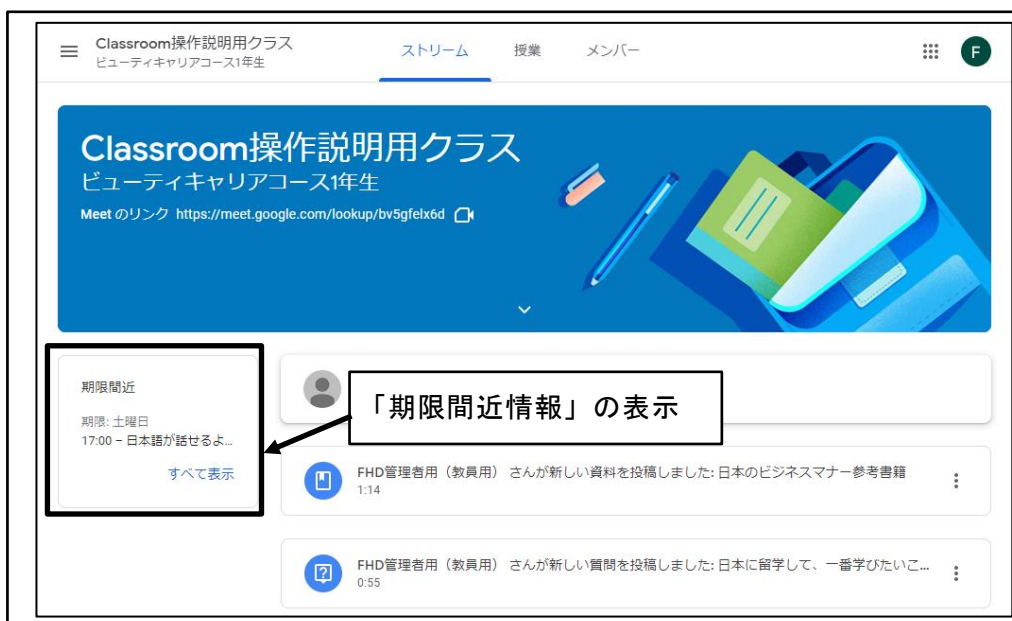 Classroom操作説明用クラス
ビューティキャリアコース1年生
ストリーム
授業
メンバー
F
Classroom操作説明用クラス
ビューティキャリアコース1年生
Meet のリンク https://meet.google.com/lookup/bv5gfelx6d
期限間近
期限: 土曜日
17:00 – 日本語が話せるよ...
すべて表示
「期限間近情報」の表示
FHD管理者用（教員用） さんが新しい資料を投稿しました: 日本のビジネスマナー参考書籍
1:14
FHD管理者用（教員用） さんが新しい質問を投稿しました: 日本に留学して、一番学びたいこ...
0:55